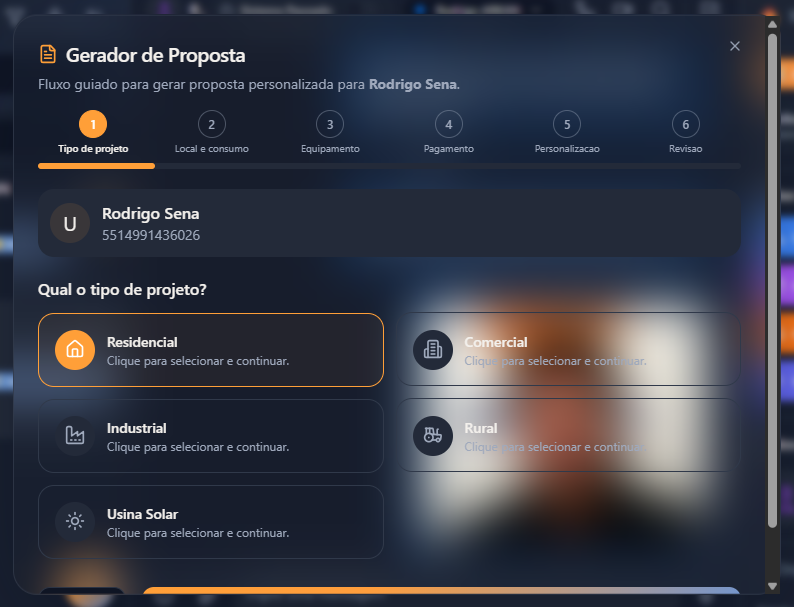 Gerador de Proposta
Fluxo guiado para gerar proposta personalizada para Rodrigo Sena.
1
2
3
4
5
6
Tipo de projeto
Local e consumo
Equipamento
Pagamento
Personalizacao
Revisao
U
Rodrigo Sena
5514991436026
Qual o tipo de projeto?
Residencial
Clique para selecionar e continuar.
Comercial
Clique para selecionar e continuar.
Industrial
Clique para selecionar e continuar.
Rural
Clique para selecionar e continuar.
Usina Solar
Clique para selecionar e continuar.